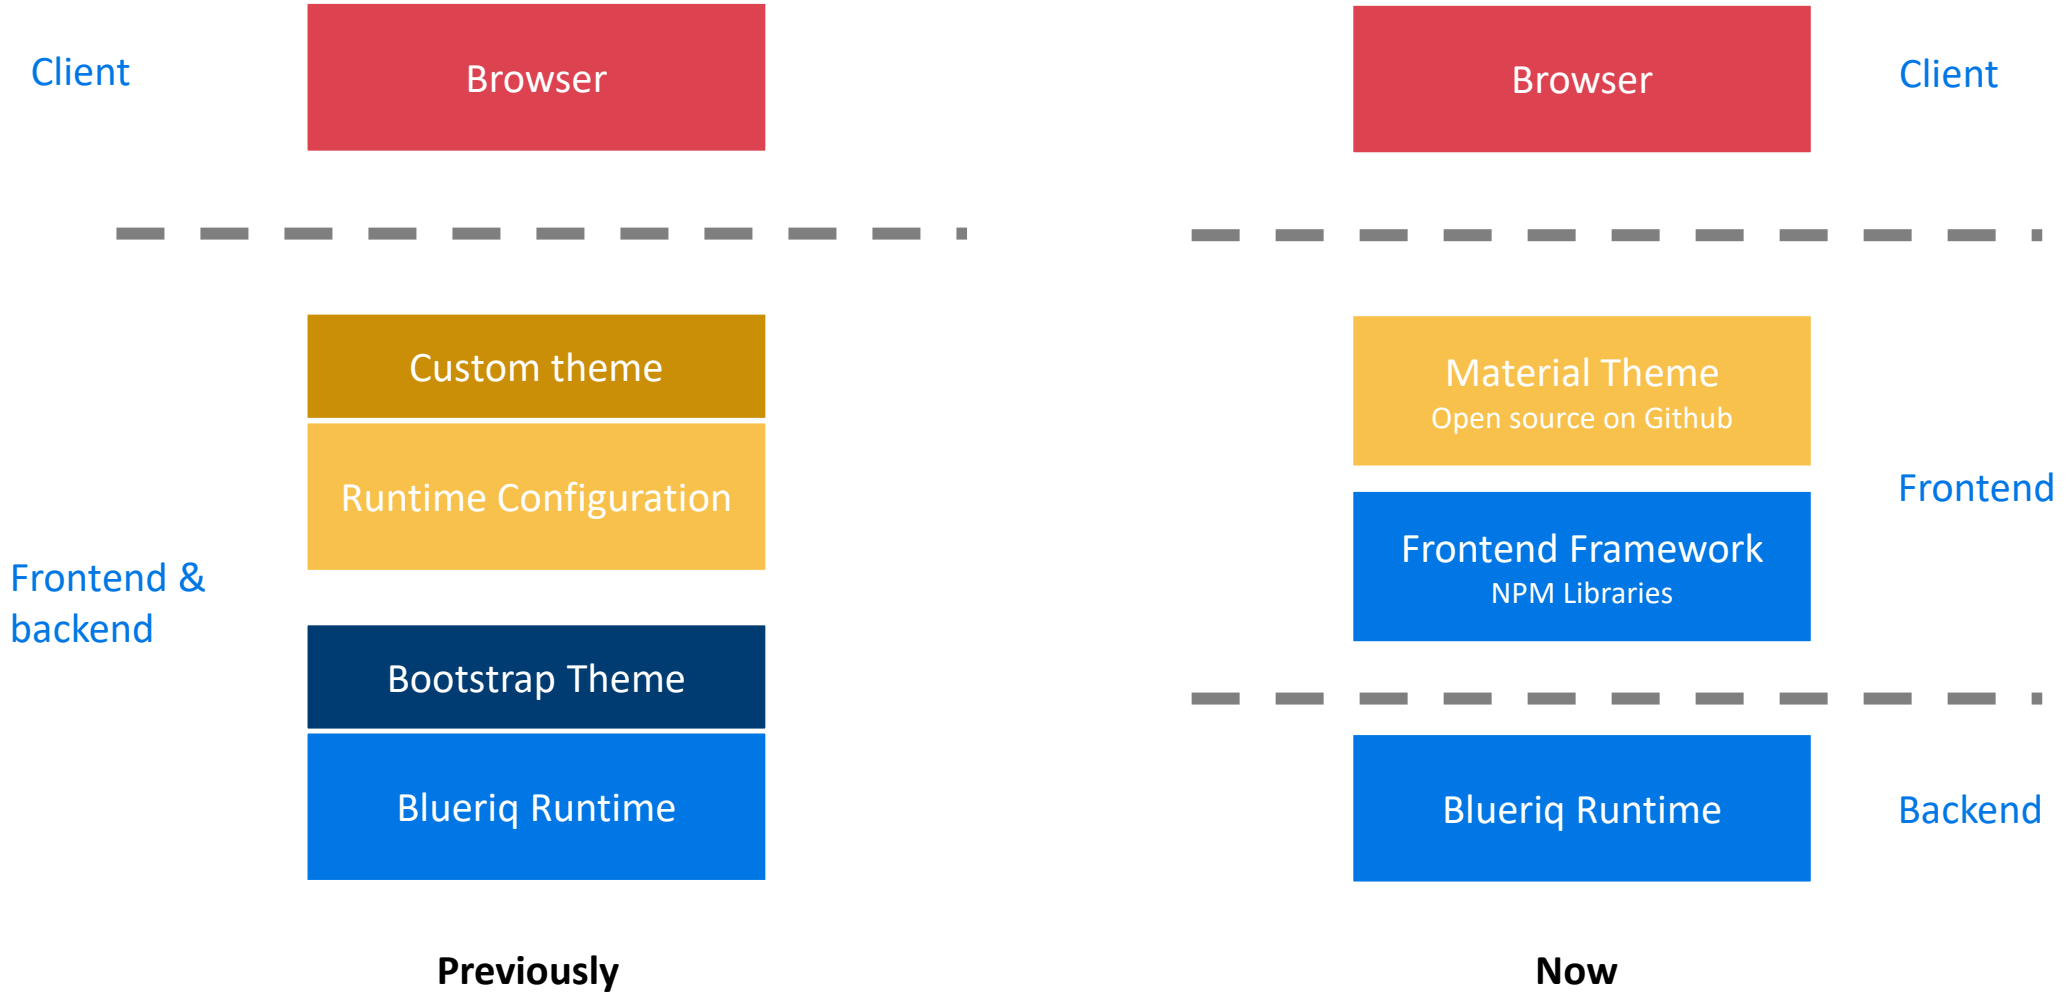 Client
Browser
Custom theme
Runtime Configuration
Frontend &
backend
Bootstrap Theme
Blueriq Runtime
Previously
Browser
Client
Material Theme
Open source on Github
Frontend
Frontend Framework
NPM Libraries
Blueriq Runtime
Backend
Now